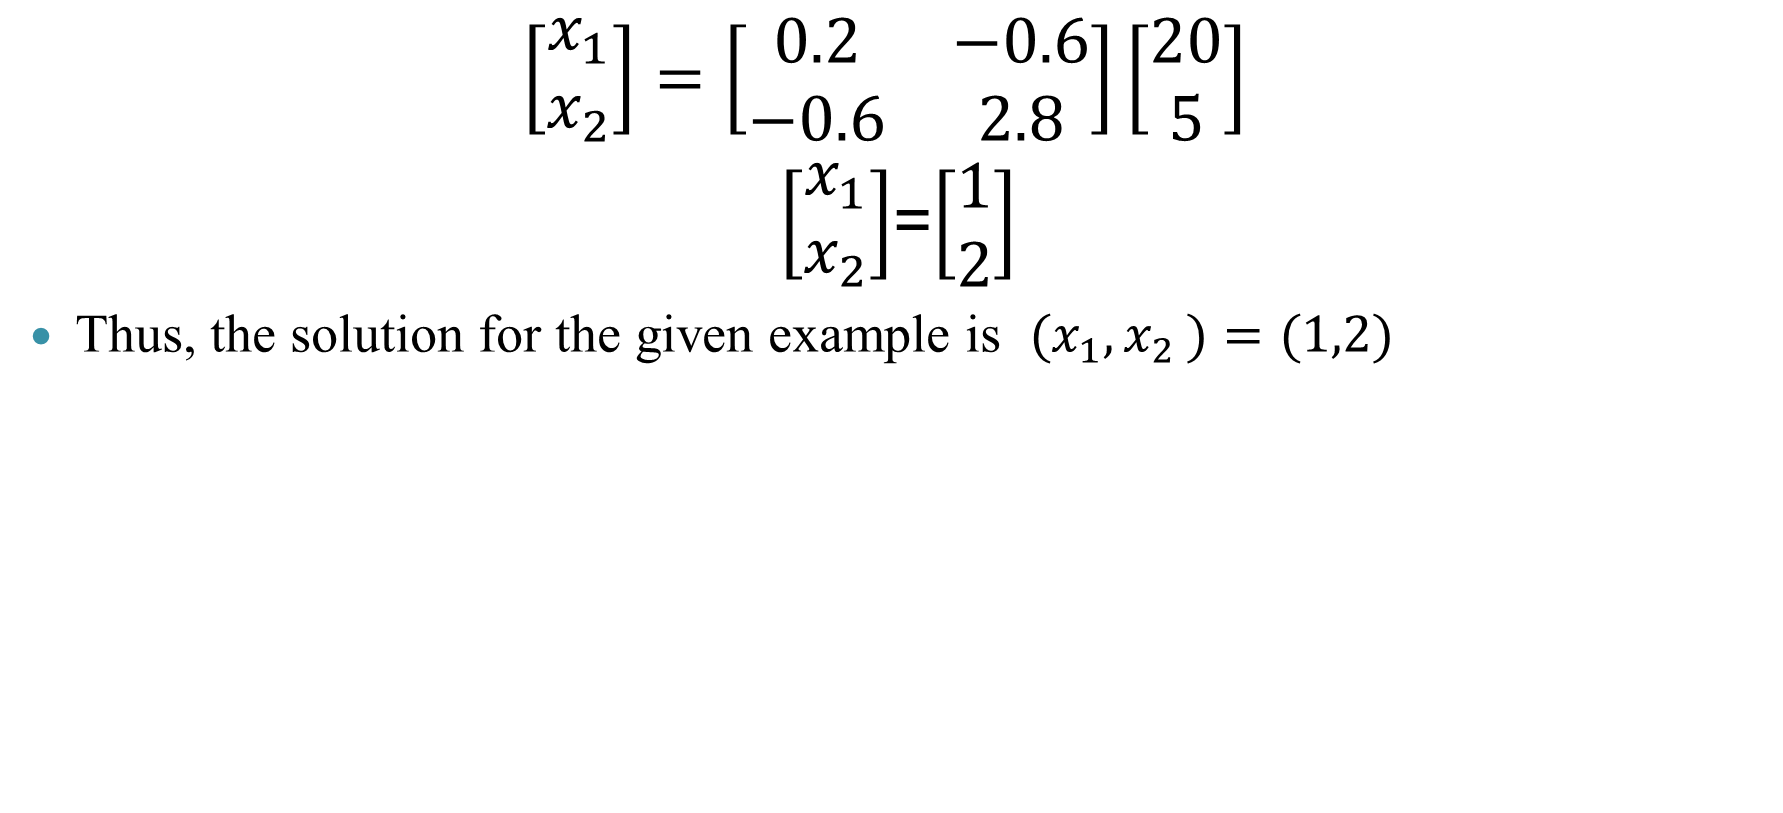 [x₁ x₂] = [0.2 −0.6 −0.6 2.8] [20 5]
[x₁ x₂]=[1 2]
• Thus, the solution for the given example is (x₁, x₂ ) = (1,2)